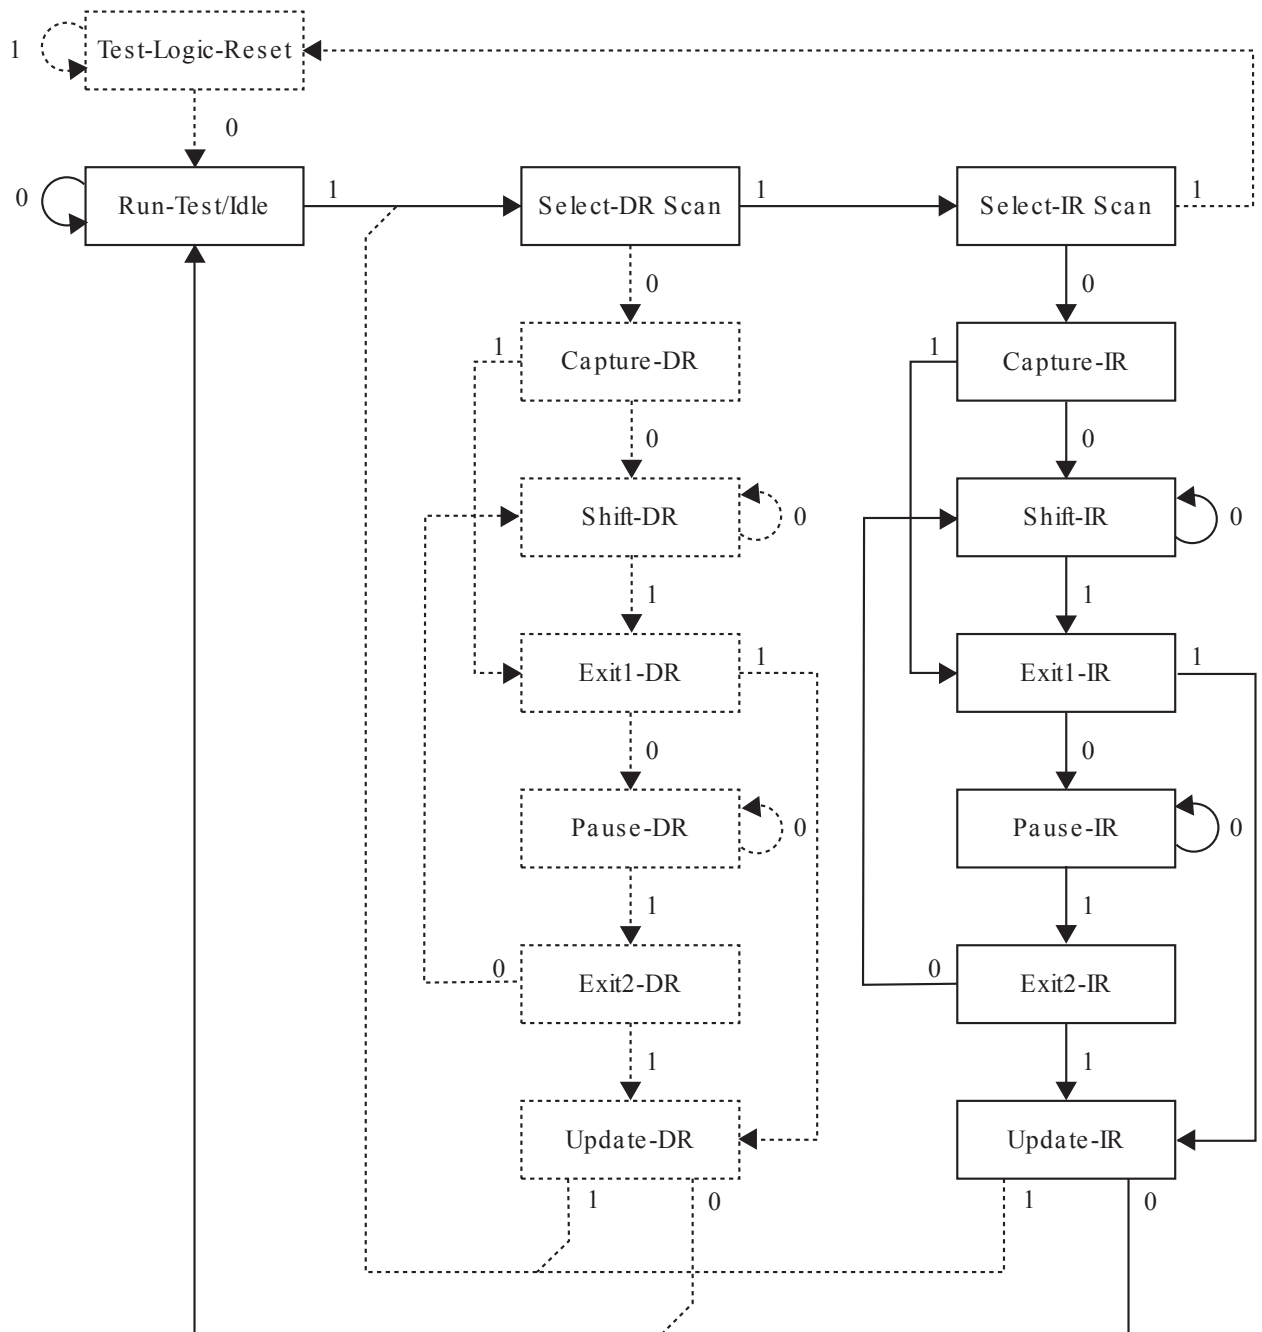 1 Test-Logic-Reset
0
0 Run-Test/Idle 1 Select-DR Scan 1 Select-IR Scan 1
0 0
1 Capture-DR 1 Capture-IR
0 0
Shift-DR 0 Shift-IR 0
1 1
Exit1-DR 1 Exit1-IR 1
0 0
Pause-DR 0 Pause-IR 0
1 1
0 Exit2-DR 0 Exit2-IR
1 1
Update-DR Update-IR
1 0 1 0